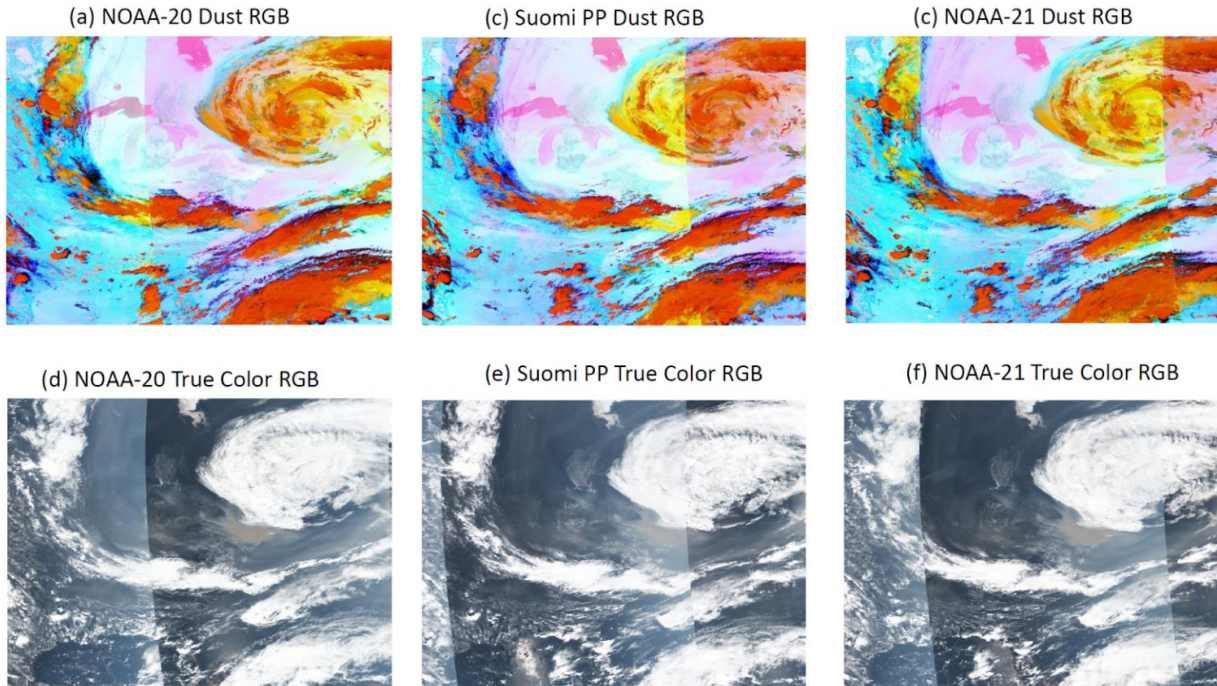 (a) NOAA-20 Dust RGB
(c) Suomi PP Dust RGB
(c) NOAA-21 Dust RGB
(d) NOAA-20 True Color RGB
(e) Suomi PP True Color RGB
(f) NOAA-21 True Color RGB